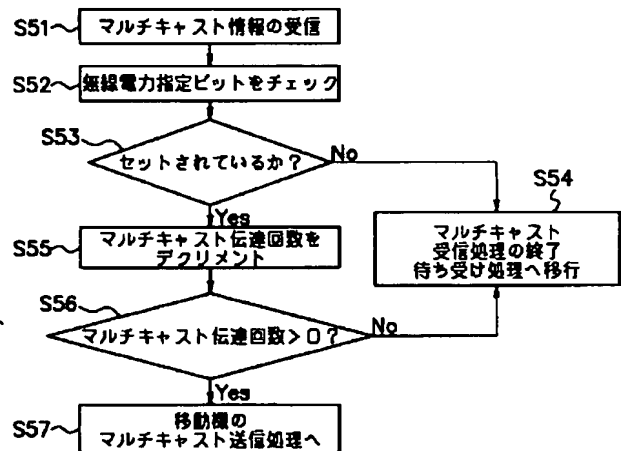 S51
マルチキャスト情報の受信
S52
無線電力指定ビットをチェック
S53
セットされているか?
No
S54
Yes
マルチキャスト
受信処理の終了
待ち受け処理へ移行
S55
マルチキャスト伝達回数を
デクリメント
S56
マルチキャスト伝達回数>0?
No
Yes
S57
移動機の
マルチキャスト送信処理へ